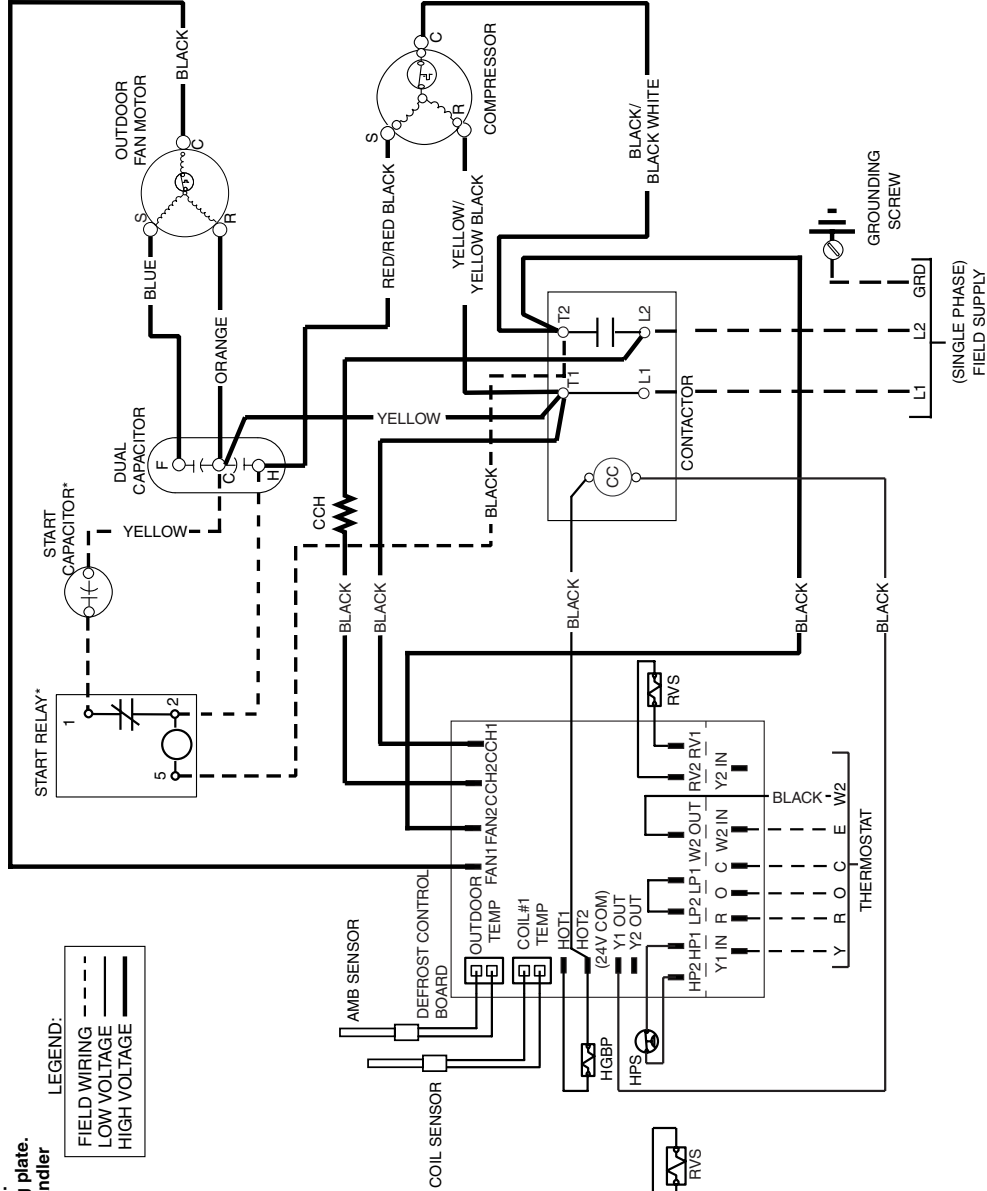 plate.
ndler
LEGEND:
FIELD WIRING
LOW VOLTAGE
HIGH VOLTAGE
START RELAY*
1
2
5
START
CAPACITOR*
YELLOW
DUAL
CAPACITOR
F
C
H
OUTDOOR
FAN MOTOR
S
R
C
BLACK
BLUE
ORANGE
COMPRESSOR
S
R
C
RED/RED BLACK
YELLOW/
YELLOW BLACK
BLACK/
BLACK WHITE
YELLOW
CCH
BLACK
BLACK
BLACK
BLACK
BLACK
BLACK
T1
T2
L1
L2
CC
CONTACTOR
GROUNDING
SCREW
L1
L2
GRD
(SINGLE PHASE)
FIELD SUPPLY
AMB SENSOR
COIL SENSOR
DEFROST CONTROL
BOARD
FAN1 FAN2 CCH2 CCH1
OUTDOOR
TEMP
COIL#1
TEMP
HOT1
HOT2
(24V COM)
Y1 OUT
Y2 OUT
HGBP
HPS
HP2 HP1 LP2 LP1 W2 OUT RV2 RV1
Y1 IN R O C W2 IN Y2 IN
RVS
BLACK
Y R O C E W2
THERMOSTAT
RVS